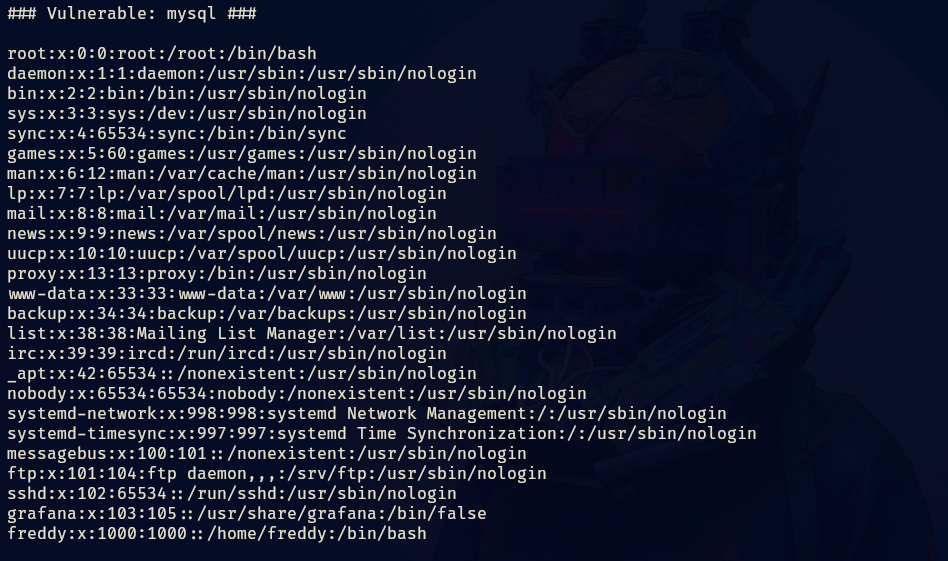 ### Vulnerable: mysql ###
root:x:0:0:root:/root:/bin/bash
daemon:x:1:1:daemon:/usr/sbin:/usr/sbin/nologin
bin:x:2:2:bin:/bin:/usr/sbin/nologin
sys:x:3:3:sys:/dev:/usr/sbin/nologin
sync:x:4:65534:sync:/bin:/bin/sync
games:x:5:60:games:/usr/games:/usr/sbin/nologin
man:x:6:12:man:/var/cache/man:/usr/sbin/nologin
lp:x:7:7:lp:/var/spool/lpd:/usr/sbin/nologin
mail:x:8:8:mail:/var/mail:/usr/sbin/nologin
news:x:9:9:news:/var/spool/news:/usr/sbin/nologin
uucp:x:10:10:uucp:/var/spool/uucp:/usr/sbin/nologin
proxy:x:13:13:proxy:/bin:/usr/sbin/nologin
www-data:x:33:33:www-data:/var/www:/usr/sbin/nologin
backup:x:34:34:backup:/var/backups:/usr/sbin/nologin
list:x:38:38:Mailing List Manager:/var/list:/usr/sbin/nologin
irc:x:39:39:ircd:/run/ircd:/usr/sbin/nologin
_apt:x:42:65534::/nonexistent:/usr/sbin/nologin
nobody:x:65534:65534:nobody:/nonexistent:/usr/sbin/nologin
systemd-network:x:998:998:systemd Network Management:/:/usr/sbin/nologin
systemd-timesync:x:997:997:systemd Time Synchronization:/:/usr/sbin/nologin
messagebus:x:100:101::/nonexistent:/usr/sbin/nologin
ftp:x:101:104:ftp daemon,,,:/srv/ftp:/usr/sbin/nologin
sshd:x:102:65534::/run/sshd:/usr/sbin/nologin
grafana:x:103:105::/usr/share/grafana:/bin/false
freddy:x:1000:1000::/home/freddy:/bin/bash